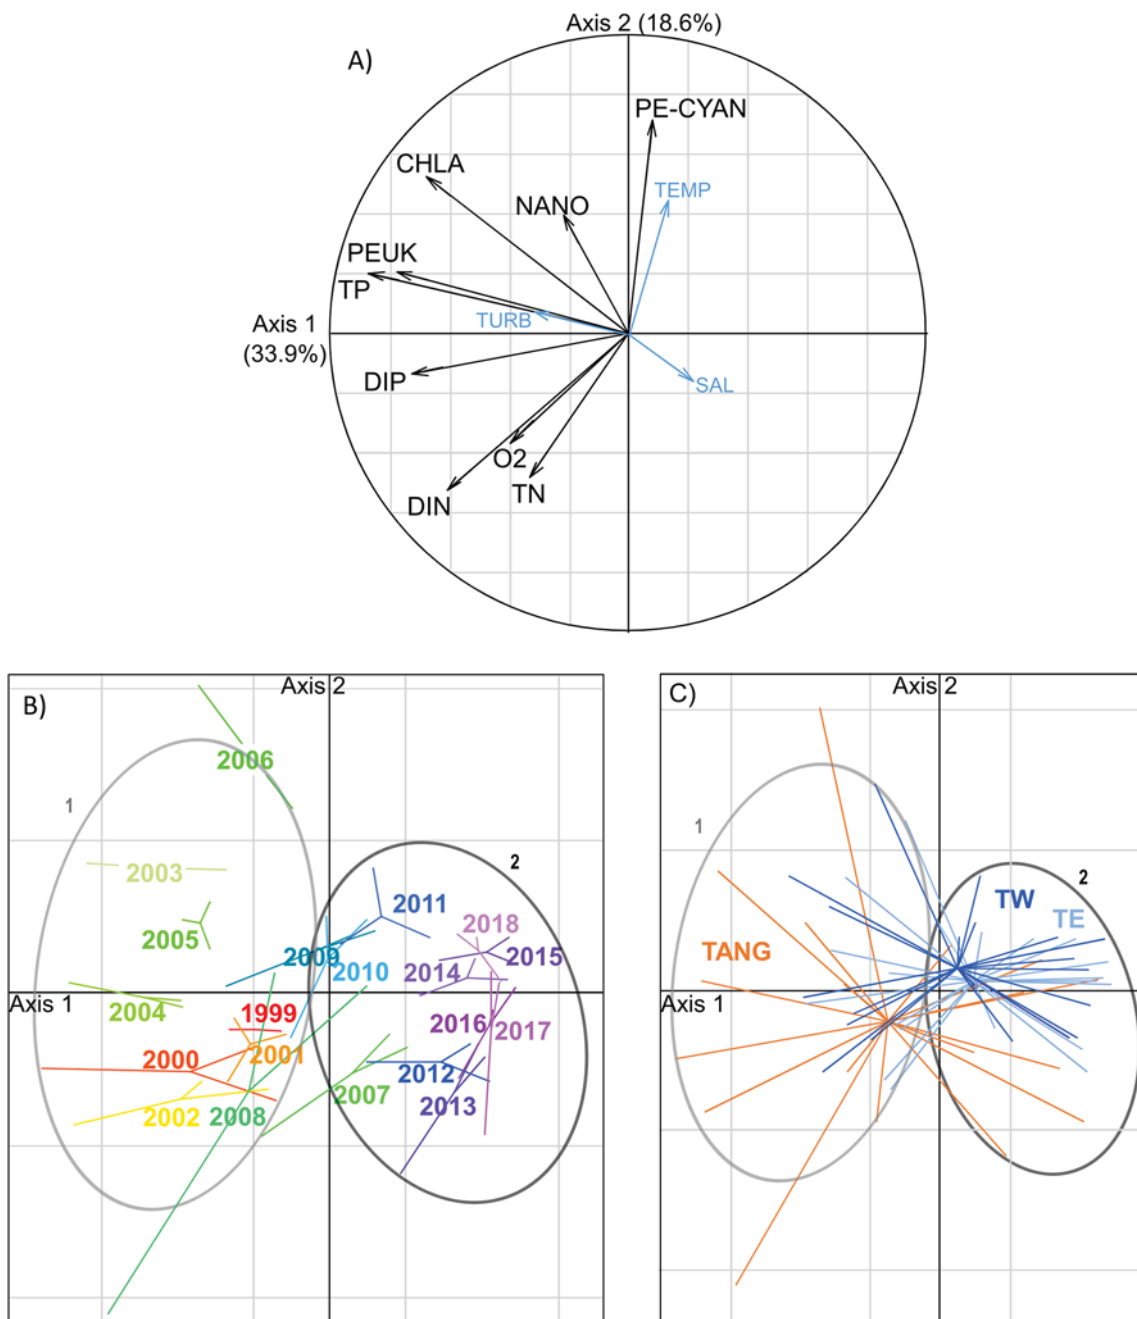 Axis 2 (18.6%)
A)
PE-CYAN
CHLA
TEMP
NANO
PEUK
TP
TURB
Axis 1
(33.9%)
DIP
SAL
O2
TN
DIN
B)
Axis 2
2006
1
2003
2
2005
2011
2018
2009
2015
2010
2014
Axis 1
2004
1999
2016
2017
2001
2000
2012
2007
2013
2002
2008
C)
Axis 2
1
2
TW
TE
TANG
Axis 1